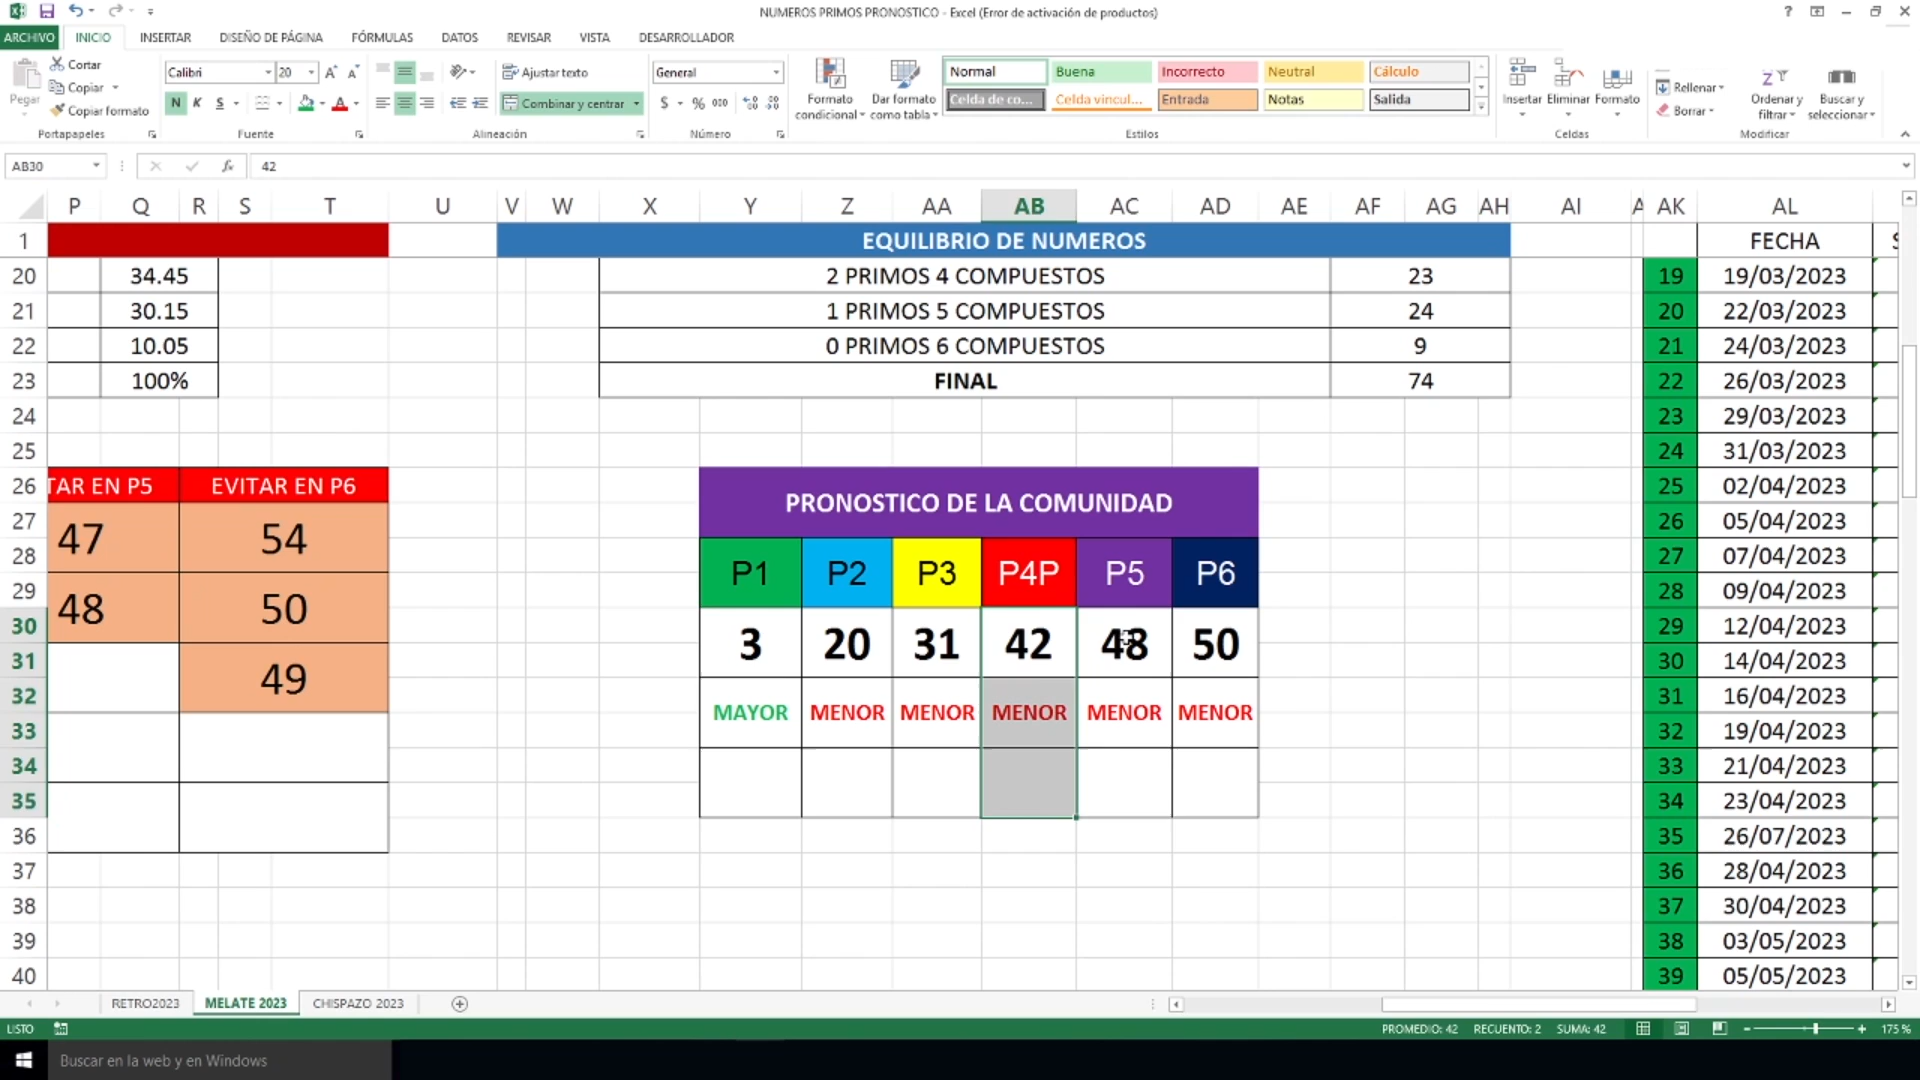 NUMEROS PRIMOS PRONOSTICO - Excel (Error de activación de productos)
ARCHIVO INICIO INSERTAR DISEÑO DE PÁGINA FÓRMULAS DATOS REVISAR VISTA DESARROLLADOR
Pegar
Cortar
Copiar
Copiar formato
Portapapeles
Calibri 20
N K S
Fuente
Ajustar texto
Combinar y centrar
Alineación
General
$ % 000
Número
Formato condicional
Dar formato como tabla
Normal Buena Incorrecto Neutral Cálculo
Celda de co... Celda vincul... Entrada Notas Salida
Estilos
Insertar Eliminar Formato
Celdas
Rellenar
Borrar
Ordenar y filtrar
Buscar y seleccionar
Modificar
AB30 fx 42
P Q R S T U V W X Y Z AA AB AC AD AE AF AG AH AI AK AL
1 EQUILIBRIO DE NUMEROS FECHA
20 34.45 2 PRIMOS 4 COMPUESTOS 23 19 19/03/2023
21 30.15 1 PRIMOS 5 COMPUESTOS 24 20 22/03/2023
22 10.05 0 PRIMOS 6 COMPUESTOS 9 21 24/03/2023
23 100% FINAL 74 22 26/03/2023
24 23 29/03/2023
25 24 31/03/2023
26 TAR EN P5 EVITAR EN P6 PRONOSTICO DE LA COMUNIDAD 25 02/04/2023
27 47 54 26 05/04/2023
28 P1 P2 P3 P4P P5 P6 27 07/04/2023
29 48 50 28 09/04/2023
30 3 20 31 42 48 50 29 12/04/2023
31 49 30 14/04/2023
32 MAYOR MENOR MENOR MENOR MENOR MENOR 31 16/04/2023
33 32 19/04/2023
34 33 21/04/2023
35 34 23/04/2023
36 35 26/07/2023
37 36 28/04/2023
38 37 30/04/2023
39 38 03/05/2023
40 39 05/05/2023
RETRO2023 MELATE 2023 CHISPAZO 2023
LISTO PROMEDIO: 42 RECUENTO: 2 SUMA: 42 175 %
Buscar en la web y en Windows